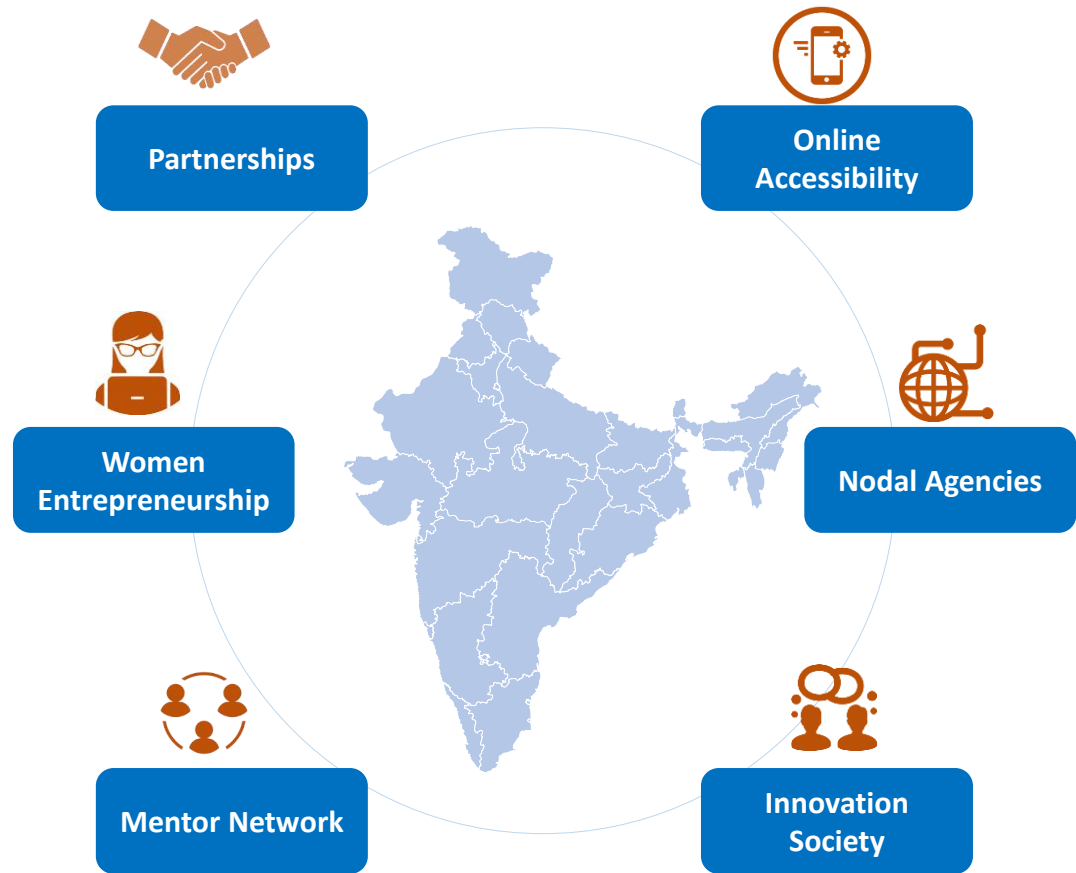 Partnerships
Online
Accessibility
Women
Entrepreneurship
Nodal Agencies
Mentor Network
Innovation
Society